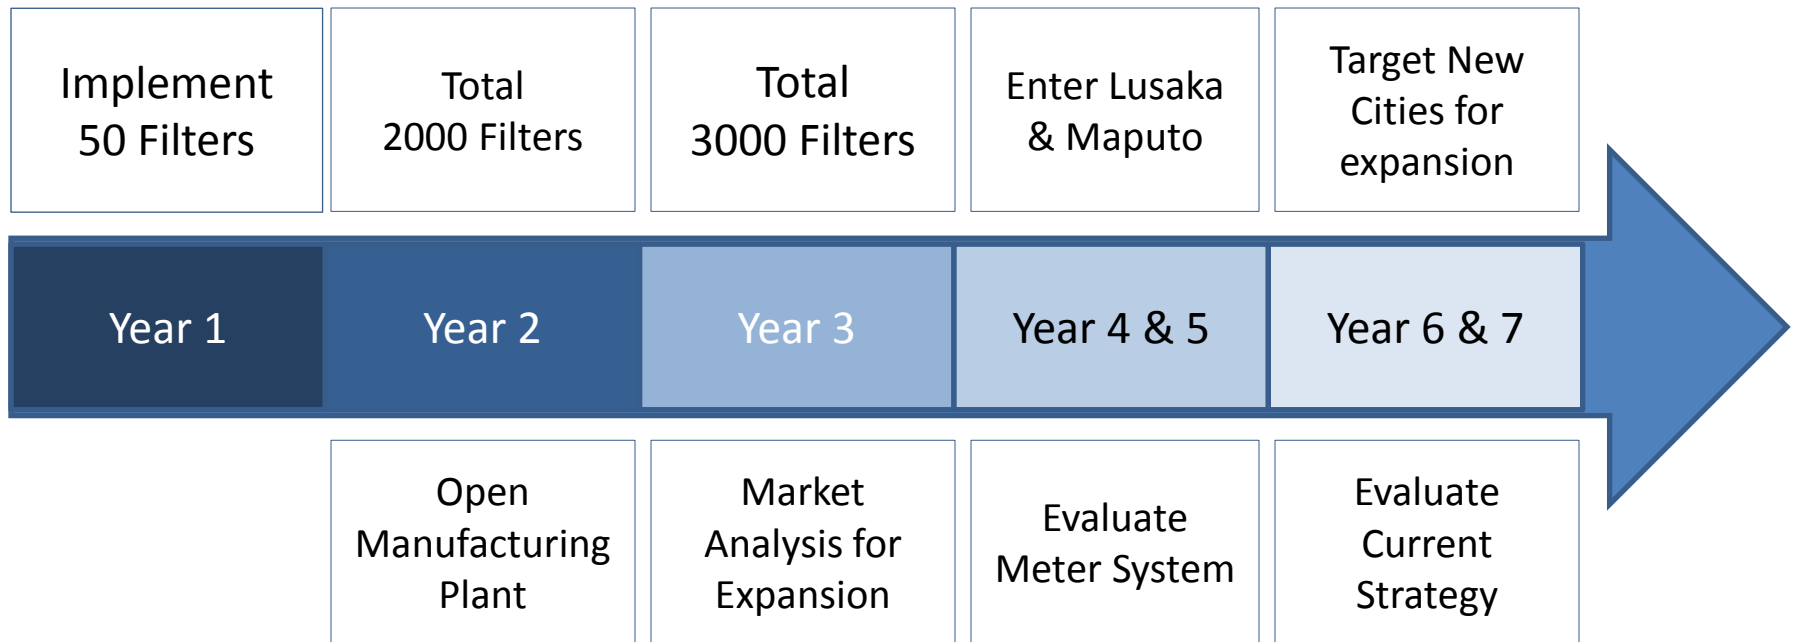 Implement
50 Filters
Total
2000 Filters
Total
3000 Filters
Enter Lusaka
& Maputo
Target New
Cities for
expansion
Year 1
Year 2
Year 3
Year 4 & 5
Year 6 & 7
Open
Manufacturing
Plant
Market
Analysis for
Expansion
Evaluate
Meter System
Evaluate
Current
Strategy